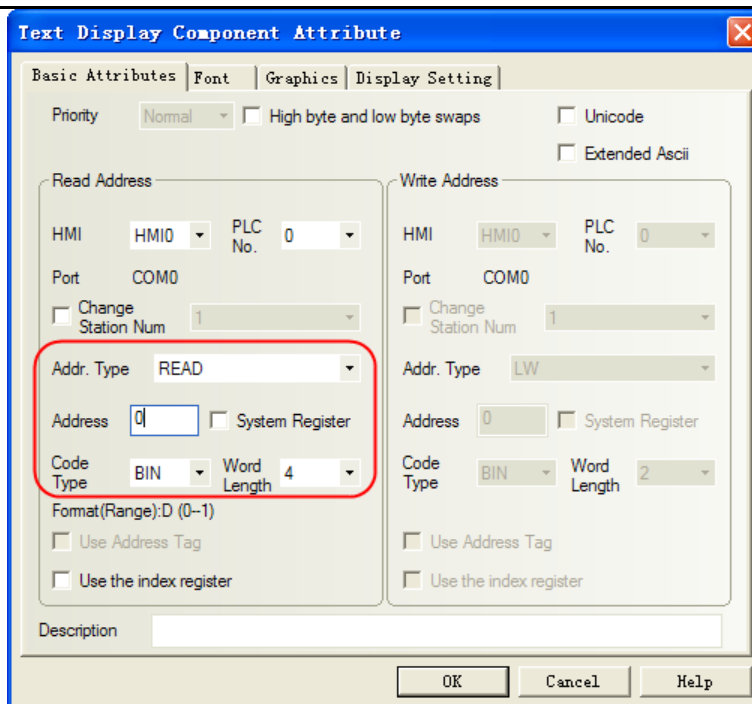 Text Display Component Attribute
Basic Attributes Font Graphics Display Setting
Priority Normal High byte and low byte swaps Unicode
Extended Ascii
Read Address
HMI HMI0 PLC No. 0
Port COM0
Change Station Num 1
Addr. Type READ
Address 0 System Register
Code Type BIN Word Length 4
Format(Range):D (0--1)
Use Address Tag
Use the index register
Write Address
HMI HMI0 PLC No. 0
Port COM0
Change Station Num 1
Addr. Type LW
Address 0 System Register
Code Type BIN Word Length 2
Use Address Tag
Use the index register
Description
OK Cancel Help